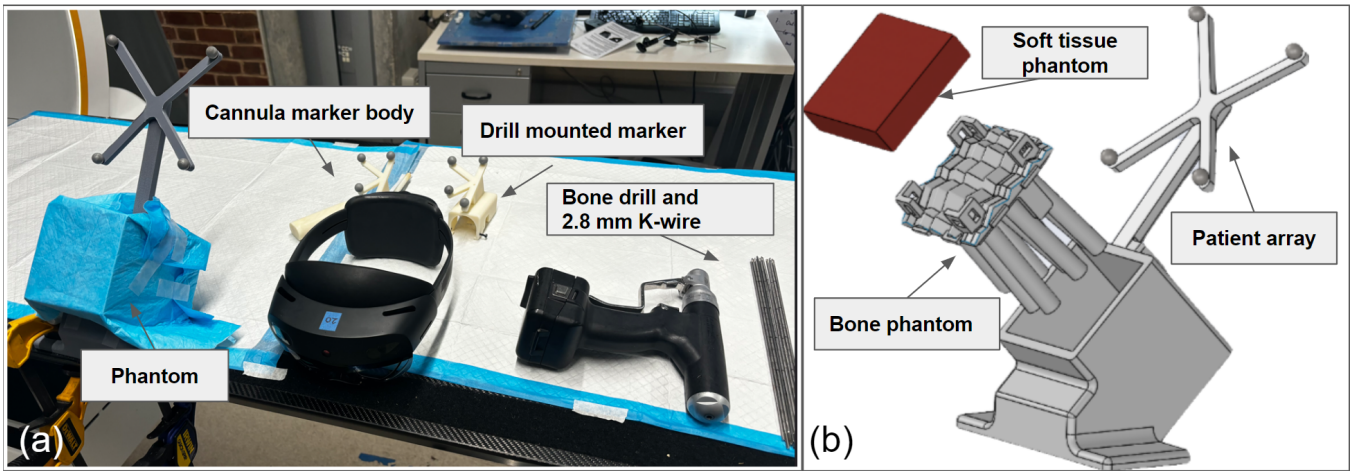 Cannula marker body
Drill mounted marker
Bone drill and
2.8 mm K-wire
Phantom
(a)
Soft tissue
phantom
Patient array
Bone phantom
(b)